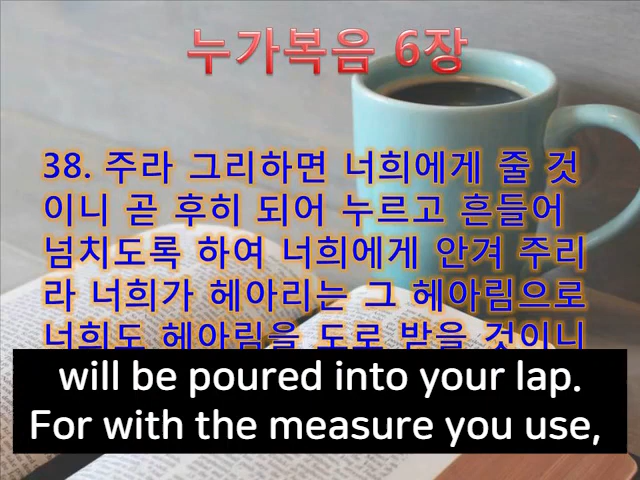 누가복음 6장
38. 주라 그리하면 너희에게 줄 것
이니 곧 후히 되어 누르고 흔들어
넘치도록 하여 너희에게 안겨 주리
라 너희가 헤아리는 그 헤아림으로
너희도 헤아림을 도로 받을 것이니
will be poured into your lap.
For with the measure you use,